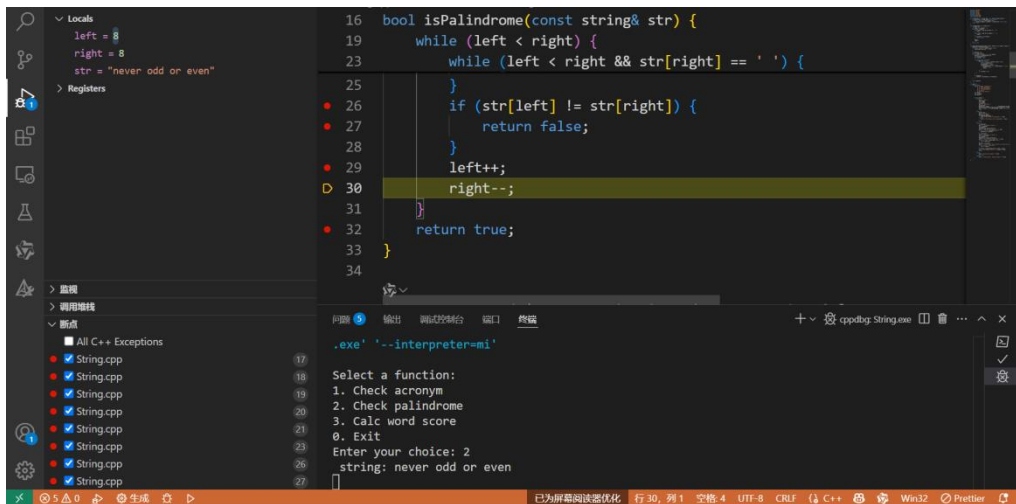 Locals
left = 8
right = 8
str = "never odd or even"
Registers
监视
调用堆栈
断点
All C++ Exceptions
String.cpp 17
String.cpp 18
String.cpp 19
String.cpp 20
String.cpp 21
String.cpp 23
String.cpp 26
String.cpp 27
16 bool isPalindrome(const string& str) {
19 while (left < right) {
23 while (left < right && str[right] == ' ') {
25 }
26 if (str[left] != str[right]) {
27 return false;
28 }
29 left++;
30 right--;
31 }
32 return true;
33 }
34
问题 5 输出 调试控制台 端口 终端
cppdbg: String.exe
.exe' '--interpreter=mi'
Select a function:
1. Check acronym
2. Check palindrome
3. Calc word score
0. Exit
Enter your choice: 2
string: never odd or even
5 0 生成 已为屏幕阅读器优化 行 30，列 1 空格: 4 UTF-8 CRLF {} C++ Win32 Prettier